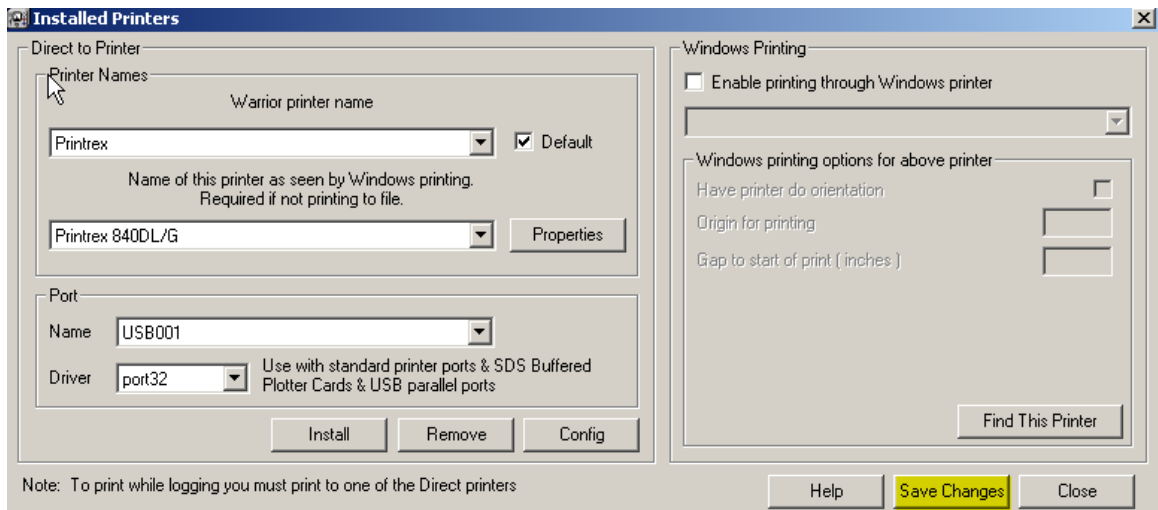 Installed Printers
Direct to Printer
Printer Names
Warrior printer name
Printrex
Default
Name of this printer as seen by Windows printing.
Required if not printing to file.
Printrex 840DL/G
Properties
Port
Name
USB001
Driver
port32
Use with standard printer ports & SDS Buffered
Plotter Cards & USB parallel ports
Install
Remove
Config
Windows Printing
Enable printing through Windows printer
Windows printing options for above printer
Have printer do orientation
Origin for printing
Gap to start of print ( inches )
Find This Printer
Note: To print while logging you must print to one of the Direct printers
Help
Save Changes
Close